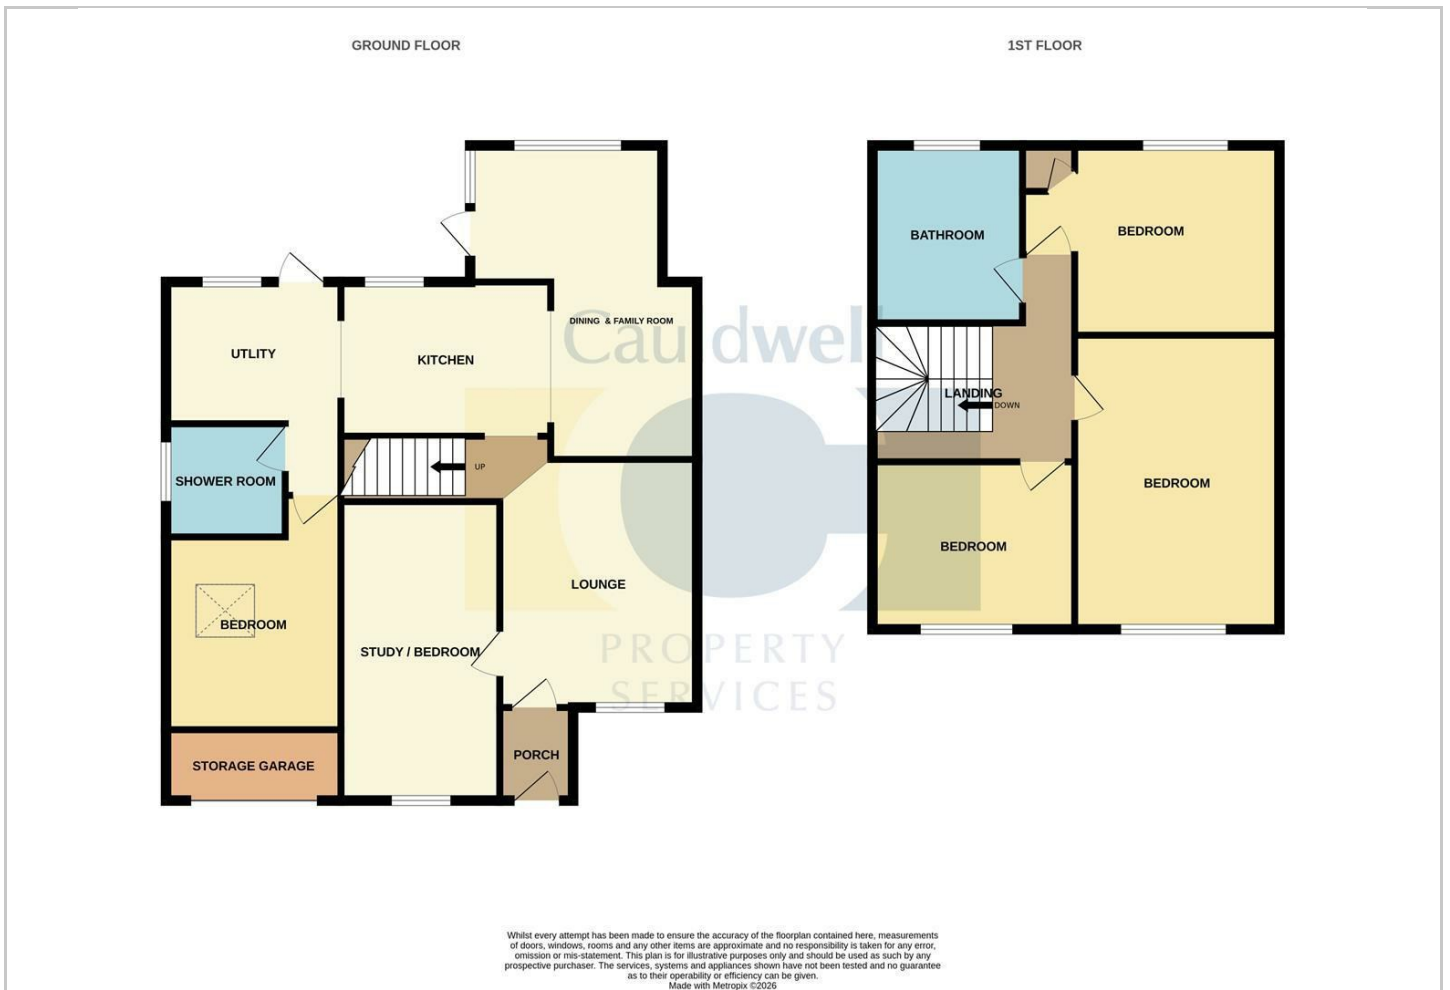 GROUND FLOOR
1ST FLOOR
BATHROOM
BEDROOM
DINING & FAMILY ROOM
Cauldwell
UTLITY
KITCHEN
LANDING
DOWN
UP
SHOWER ROOM
BEDROOM
BEDROOM
LOUNGE
BEDROOM
STUDY / BEDROOM
PROPERTY
SERVICES
PORCH
STORAGE GARAGE
Whilst every attempt has been made to ensure the accuracy of the floorplan contained here, measurements
of doors, windows, rooms and any other items are approximate and no responsibility is taken for any error,
omission or mis-statement. This plan is for illustrative purposes only and should be used as such by any
prospective purchaser. The services, systems and appliances shown have not been tested and no guarantee
as to their operability or efficiency can be given.
Made with Metropix ©2026